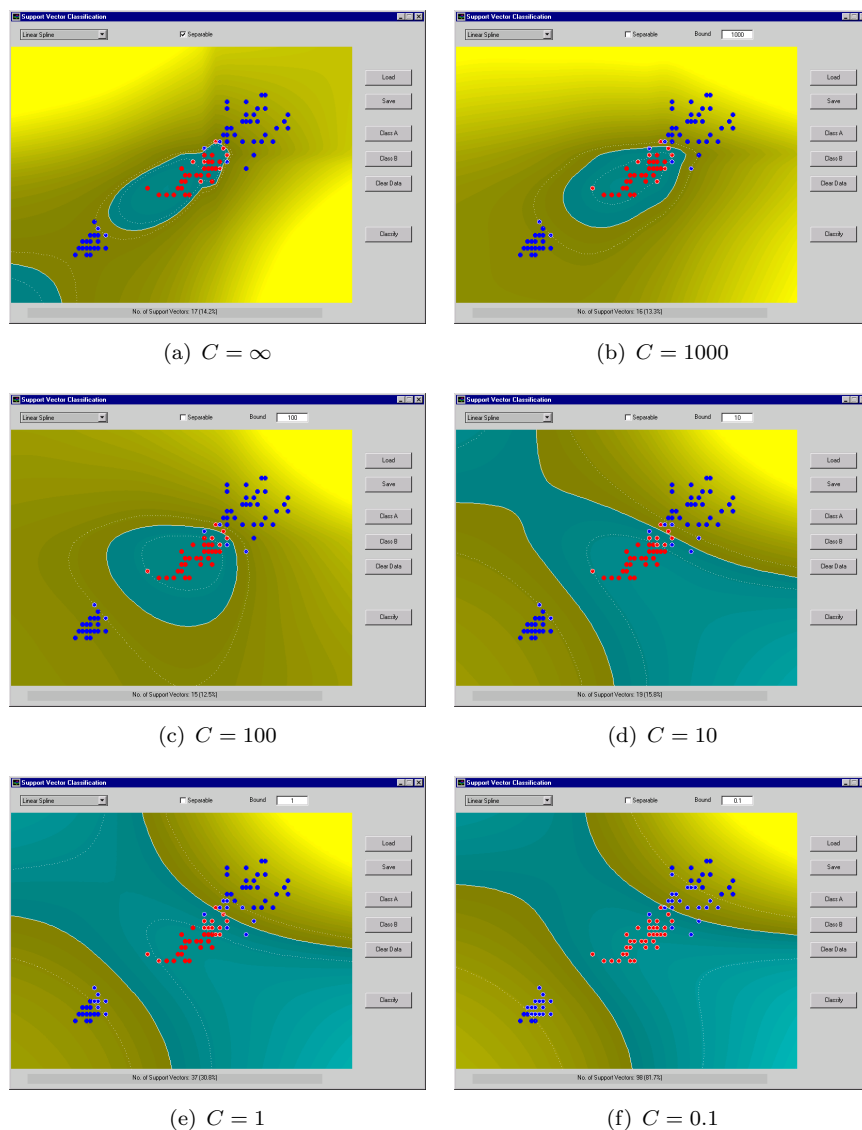 Support Vector Classification
Linear Spline
Separable
Load
Save
Class A
Class B
Clear Data
Classify
No. of Support Vectors: 17 (14.2%)
(a) C = ∞
Support Vector Classification
Linear Spline
Separable
Bound
1000
Load
Save
Class A
Class B
Clear Data
Classify
No. of Support Vectors: 16 (13.3%)
(b) C = 1000
Support Vector Classification
Linear Spline
Separable
Bound
100
Load
Save
Class A
Class B
Clear Data
Classify
No. of Support Vectors: 15 (12.5%)
(c) C = 100
Support Vector Classification
Linear Spline
Separable
Bound
10
Load
Save
Class A
Class B
Clear Data
Classify
No. of Support Vectors: 19 (15.8%)
(d) C = 10
Support Vector Classification
Linear Spline
Separable
Bound
1
Load
Save
Class A
Class B
Clear Data
Classify
No. of Support Vectors: 37 (30.8%)
(e) C = 1
Support Vector Classification
Linear Spline
Separable
Bound
0.1
Load
Save
Class A
Class B
Clear Data
Classify
No. of Support Vectors: 98 (81.7%)
(f) C = 0.1